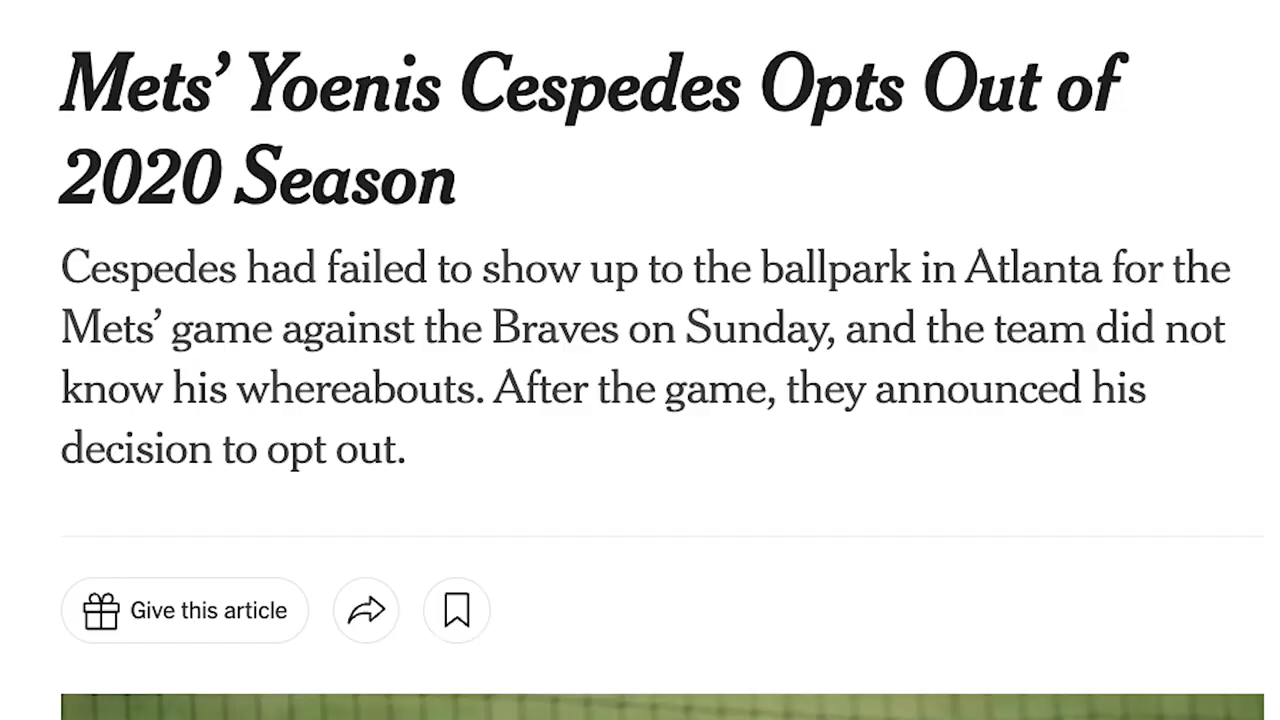 Mets’ Yoenis Cespedes Opts Out of
2020 Season
Cespedes had failed to show up to the ballpark in Atlanta for the
Mets’ game against the Braves on Sunday, and the team did not
know his whereabouts. After the game, they announced his
decision to opt out.
Give this article